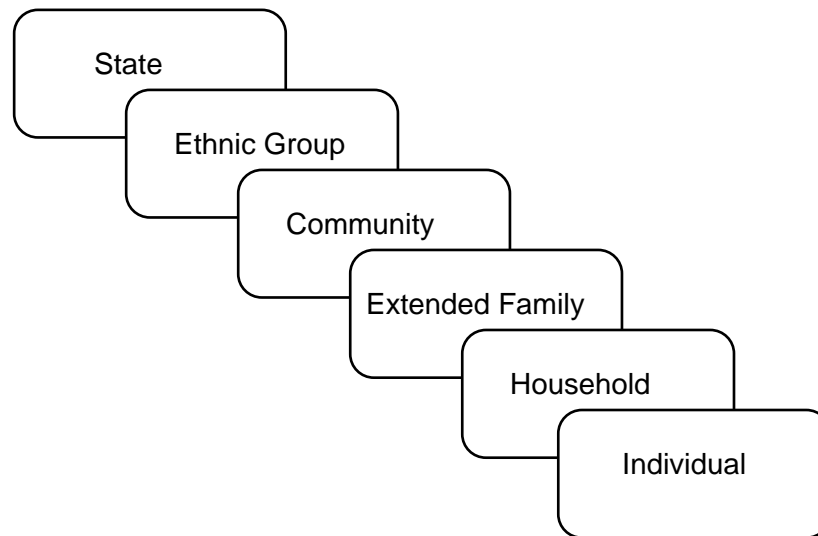 State
Ethnic Group
Community
Extended Family
Household
Individual